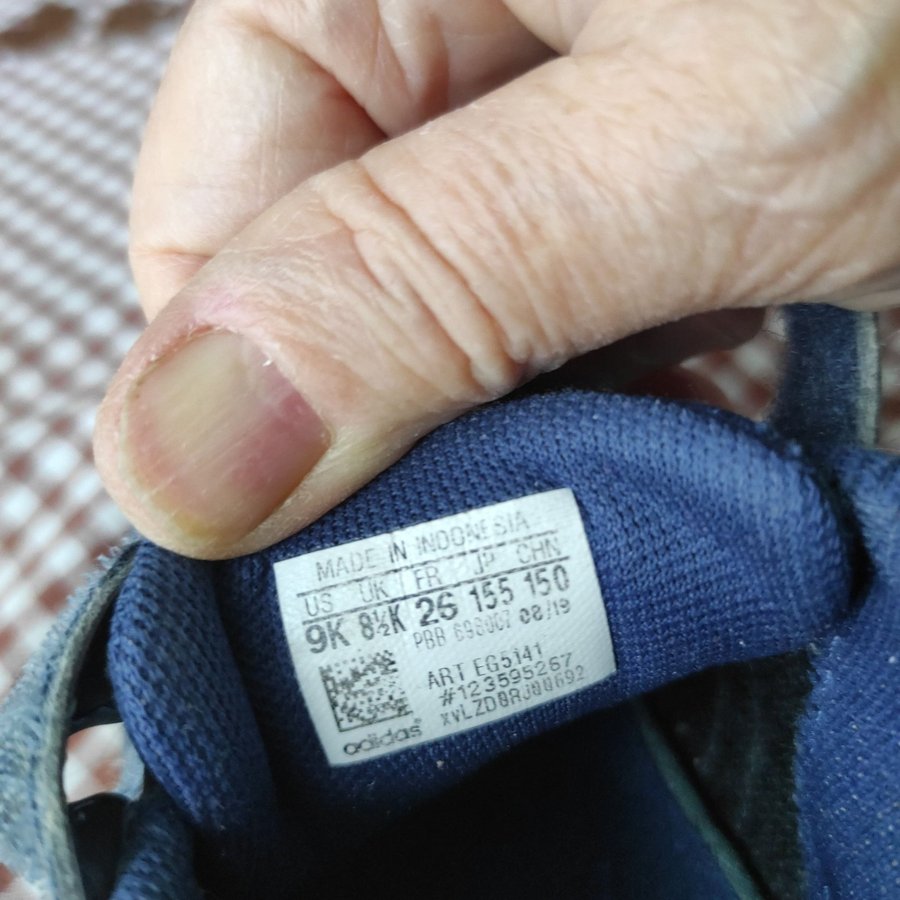 MADE IN INDONESIA
US UK FR JP CHN
9K 8½K 26 155 150
PBB 698007 08/19
ART EG5141
#123595267
adidas